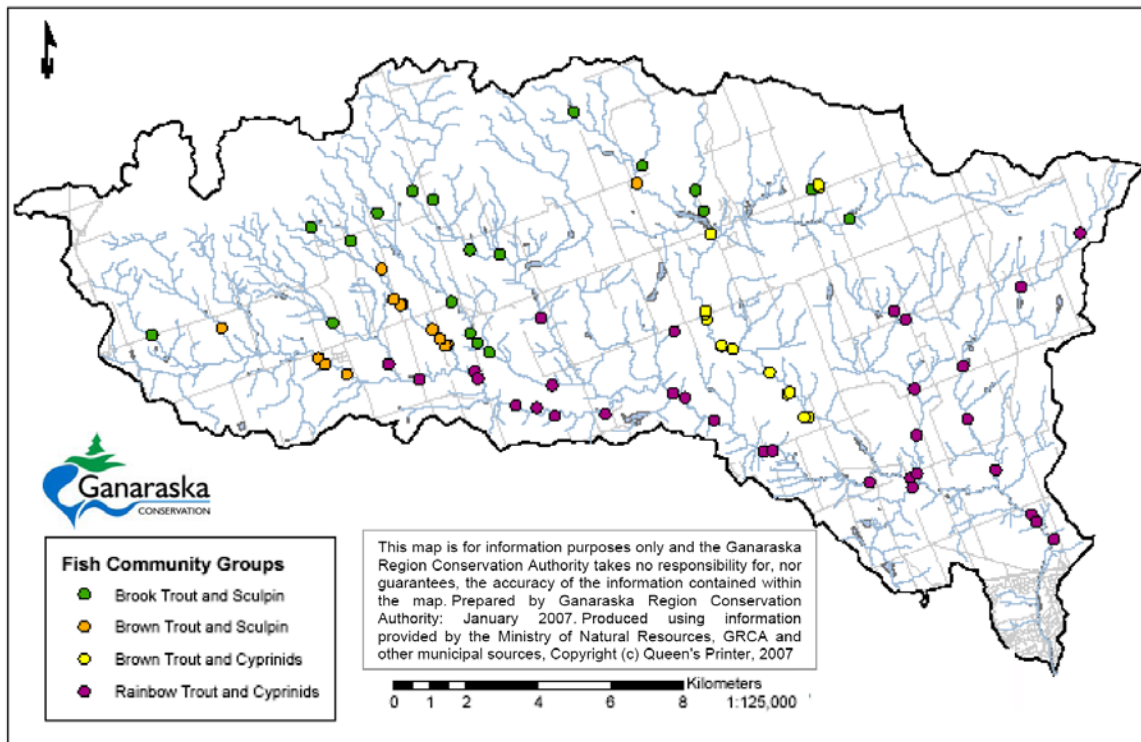 Ganaraska
CONSERVATION
Fish Community Groups
Brook Trout and Sculpin
Brown Trout and Sculpin
Brown Trout and Cyprinids
Rainbow Trout and Cyprinids
This map is for information purposes only and the Ganaraska
Region Conservation Authority takes no responsibility for, nor
guarantees, the accuracy of the information contained within
the map. Prepared by Ganaraska Region Conservation
Authority: January 2007. Produced using information
provided by the Ministry of Natural Resources, GRCA and
other municipal sources, Copyright (c) Queen's Printer, 2007
Kilometers
0 1 2 4 6 8 1:125,000